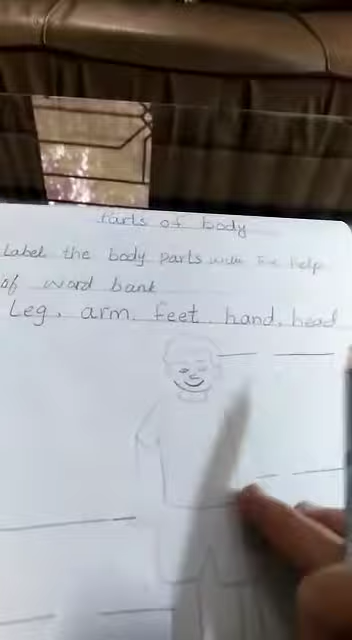 Parts of body
Label the body parts with the help
of word bank
Leg, arm, feet, hand, head